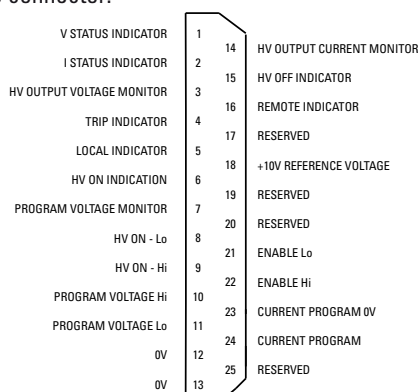 connector.
V STATUS INDICATOR 1
I STATUS INDICATOR 2
HV OUTPUT VOLTAGE MONITOR 3
TRIP INDICATOR 4
LOCAL INDICATOR 5
HV ON INDICATION 6
PROGRAM VOLTAGE MONITOR 7
HV ON - Lo 8
HV ON - Hi 9
PROGRAM VOLTAGE Hi 10
PROGRAM VOLTAGE Lo 11
0V 12
0V 13
14 HV OUTPUT CURRENT MONITOR
15 HV OFF INDICATOR
16 REMOTE INDICATOR
17 RESERVED
18 +10V REFERENCE VOLTAGE
19 RESERVED
20 RESERVED
21 ENABLE Lo
22 ENABLE Hi
23 CURRENT PROGRAM 0V
24 CURRENT PROGRAM
25 RESERVED